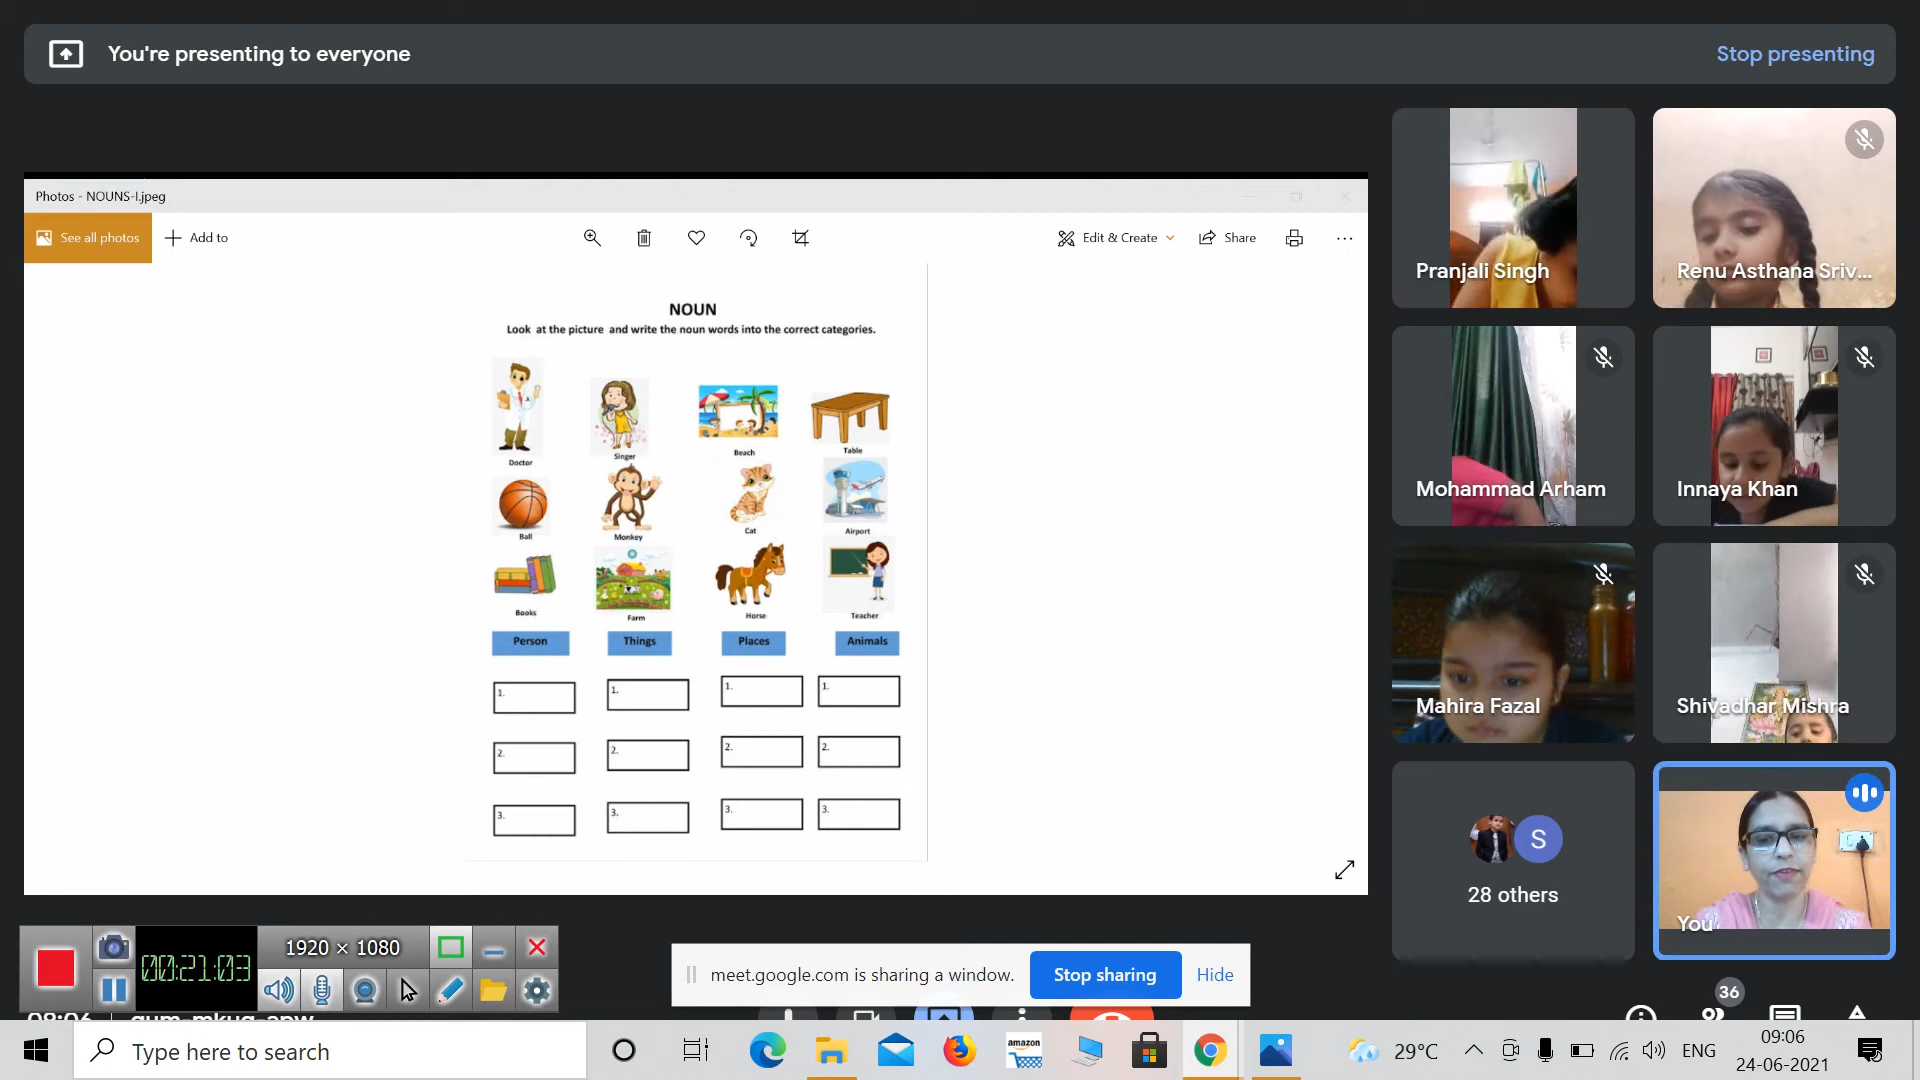 You're presenting to everyone
Stop presenting
Photos - NOUNS-I.jpeg
See all photos
Add to
Edit & Create
Share
NOUN
Look at the picture and write the noun words into the correct categories.
Doctor
Singer
Beach
Table
Ball
Monkey
Cat
Airport
Books
Farm
Horse
Teacher
Person
Things
Places
Animals
1.
1.
1.
1.
2.
2.
2.
2.
3.
3.
3.
3.
Pranjali Singh
Renu Asthana Sriv...
Mohammad Arham
Innaya Khan
Mahira Fazal
Shivadhar Mishra
S
28 others
You
1920 × 1080
00:21:03
meet.google.com is sharing a window.
Stop sharing
Hide
36
Type here to search
amazon
29°C
ENG
09:06
24-06-2021